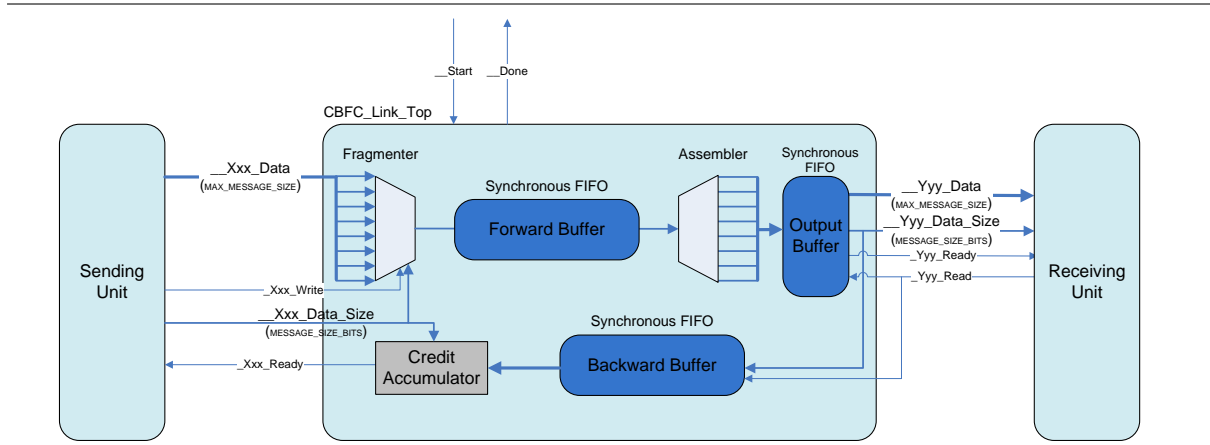 __Start
__Done
CBFC_Link_Top
Fragmenter
Assembler
Synchronous
FIFO
__Xxx_Data
(MAX_MESSAGE_SIZE)
Synchronous FIFO
Forward Buffer
Output
Buffer
__Yyy_Data
(MAX_MESSAGE_SIZE)
__Yyy_Data_Size
(MESSAGE_SIZE_BITS)
_Yyy_Ready
_Yyy_Read
Sending
Unit
Receiving
Unit
_Xxx_Write
__Xxx_Data_Size
(MESSAGE_SIZE_BITS)
Synchronous FIFO
Backward Buffer
Credit
Accumulator
_Xxx_Ready